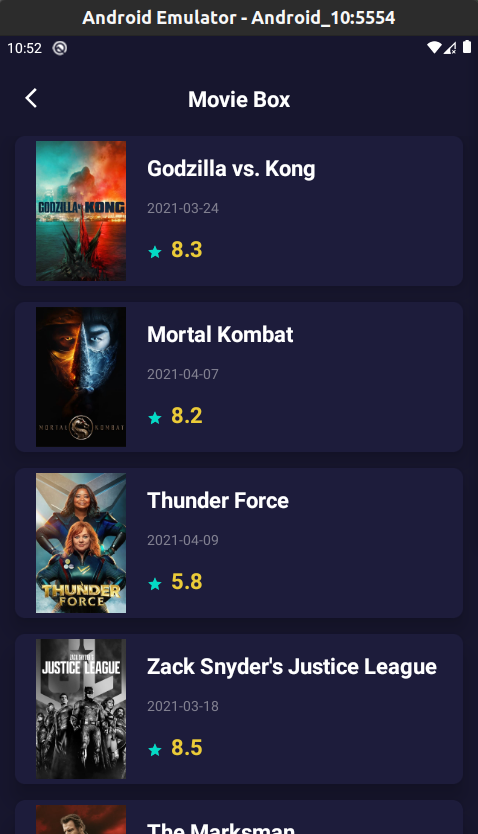 Android Emulator - Android_10:5554
10:52
Movie Box
GODZILLA VS. KONG
Godzilla vs. Kong
2021-03-24
8.3
MORTAL KOMBAT
Mortal Kombat
2021-04-07
8.2
THUNDER
FORCE
Thunder Force
2021-04-09
5.8
ZACK SNYDER'S
JUSTICE LEAGUE
Zack Snyder's Justice League
2021-03-18
8.5
The Marksman